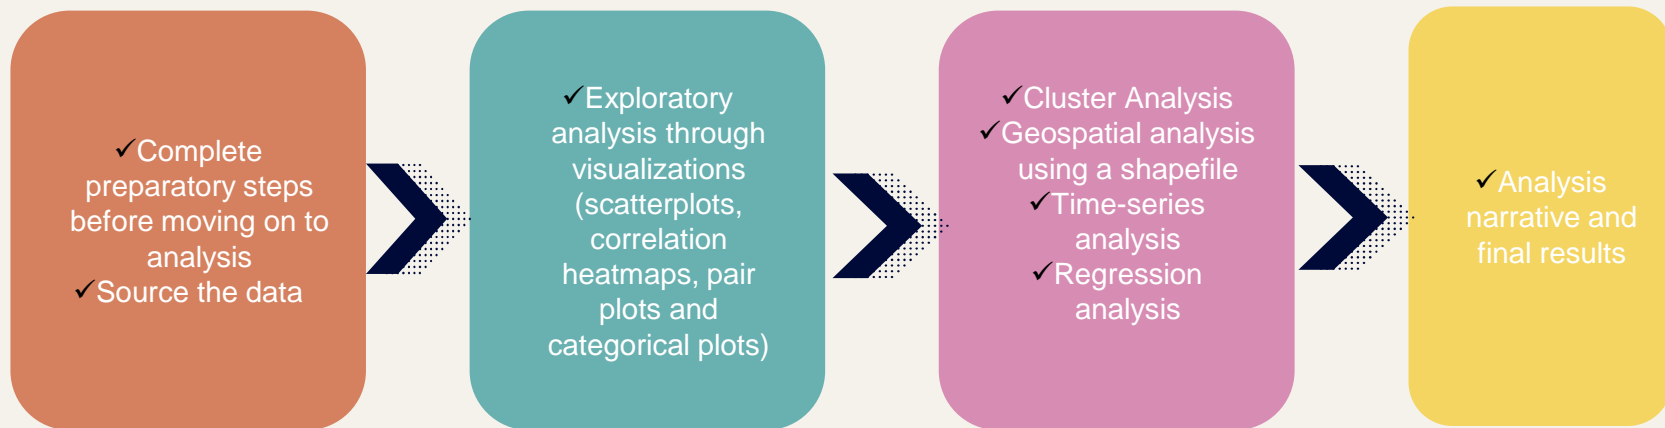 ✓Complete
preparatory steps
before moving on to
analysis
✓Source the data
✓Exploratory
analysis through
visualizations
(scatterplots,
correlation
heatmaps, pair
plots and
categorical plots)
✓Cluster Analysis
✓Geospatial analysis
using a shapefile
✓Time-series
analysis
✓Regression
analysis
✓Analysis
narrative and
final results